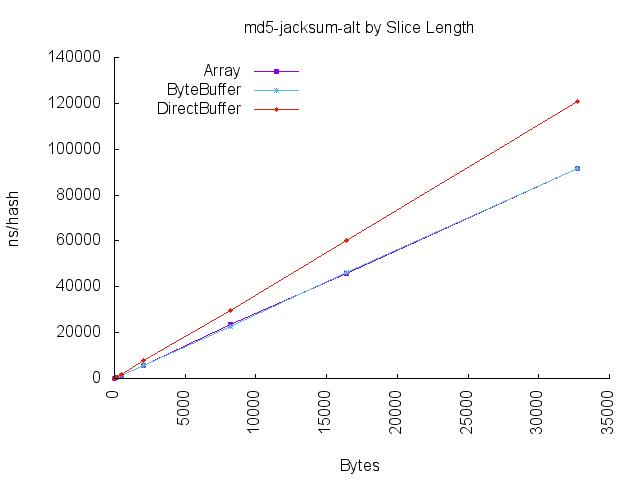 md5-jacksum-alt by Slice Length
140000
120000
100000
80000
60000
40000
20000
0
ns/hash
Array
ByteBuffer
DirectBuffer
0
5000
10000
15000
20000
25000
30000
35000
Bytes